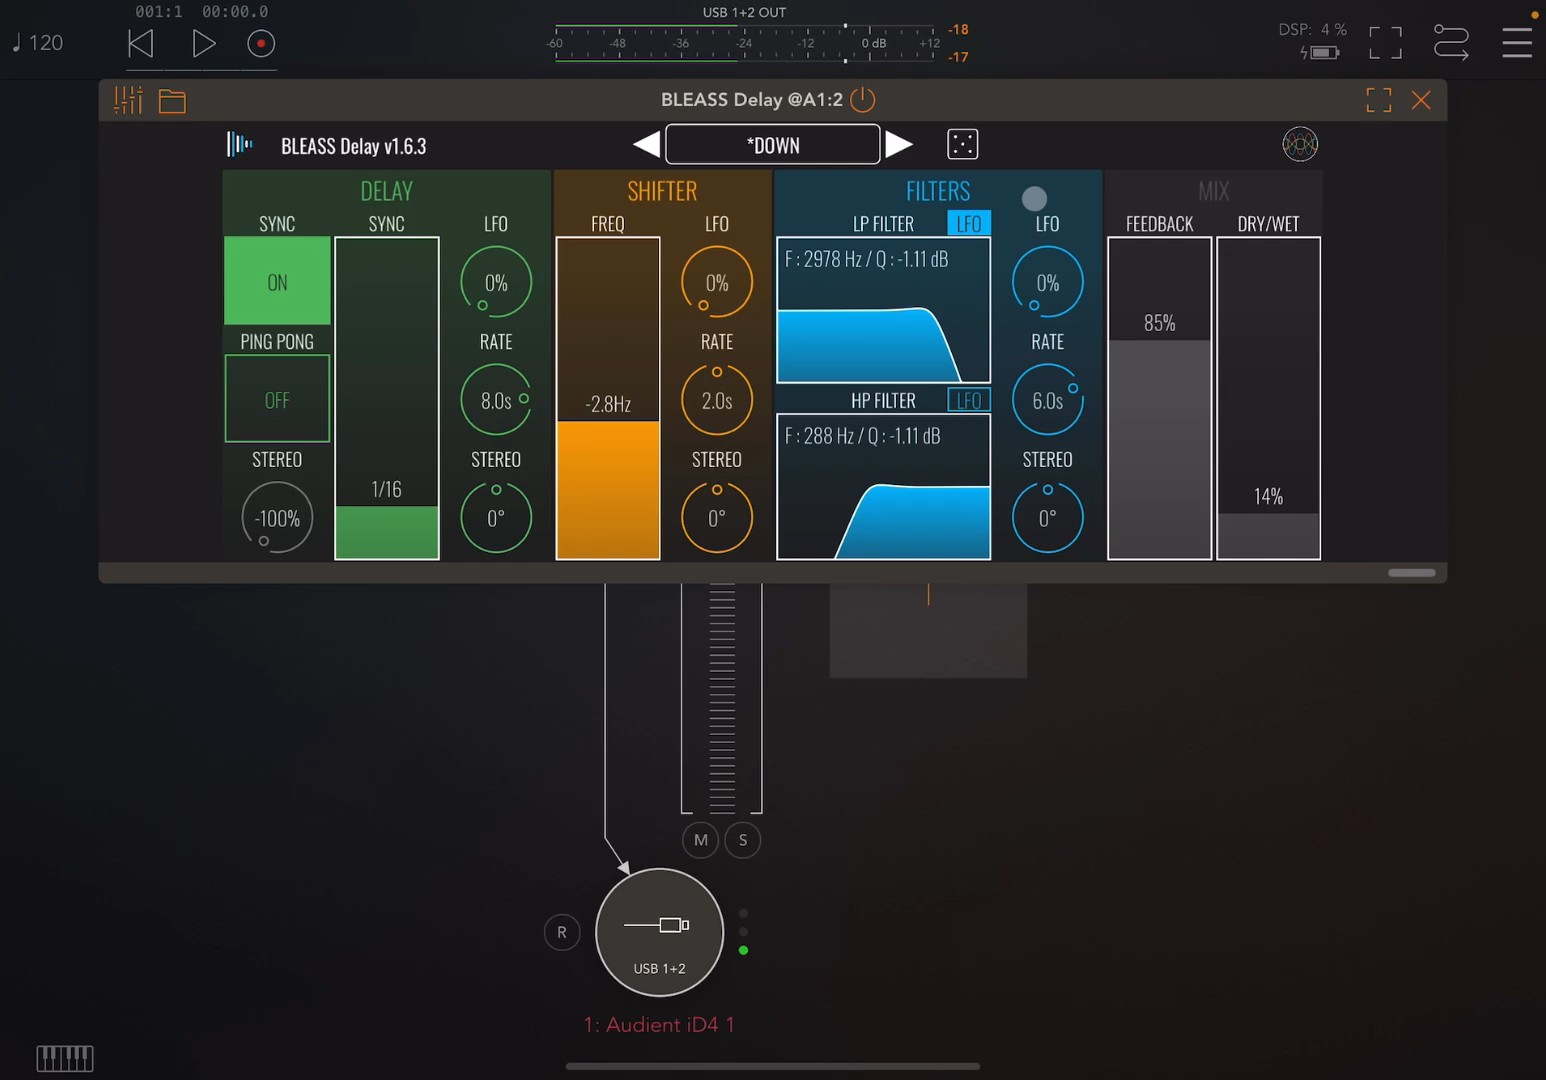 001:1 00:00.0
♩ 120
USB 1+2 OUT
-60 -48 -36 -24 -12 0 dB +12
-18
-17
DSP: 4 %
BLEASS Delay @A1:2
BLEASS Delay v1.6.3
*DOWN
DELAY
SYNC
ON
PING PONG
OFF
STEREO
-100%
SYNC
1/16
LFO
0%
RATE
8.0s
STEREO
0°
SHIFTER
FREQ
-2.8Hz
LFO
0%
RATE
2.0s
STEREO
0°
FILTERS
LP FILTER LFO
F : 2978 Hz / Q : -1.11 dB
HP FILTER LFO
F : 288 Hz / Q : -1.11 dB
LFO
0%
RATE
6.0s
STEREO
0°
MIX
FEEDBACK
85%
DRY/WET
14%
M S
R
USB 1+2
1: Audient iD4 1